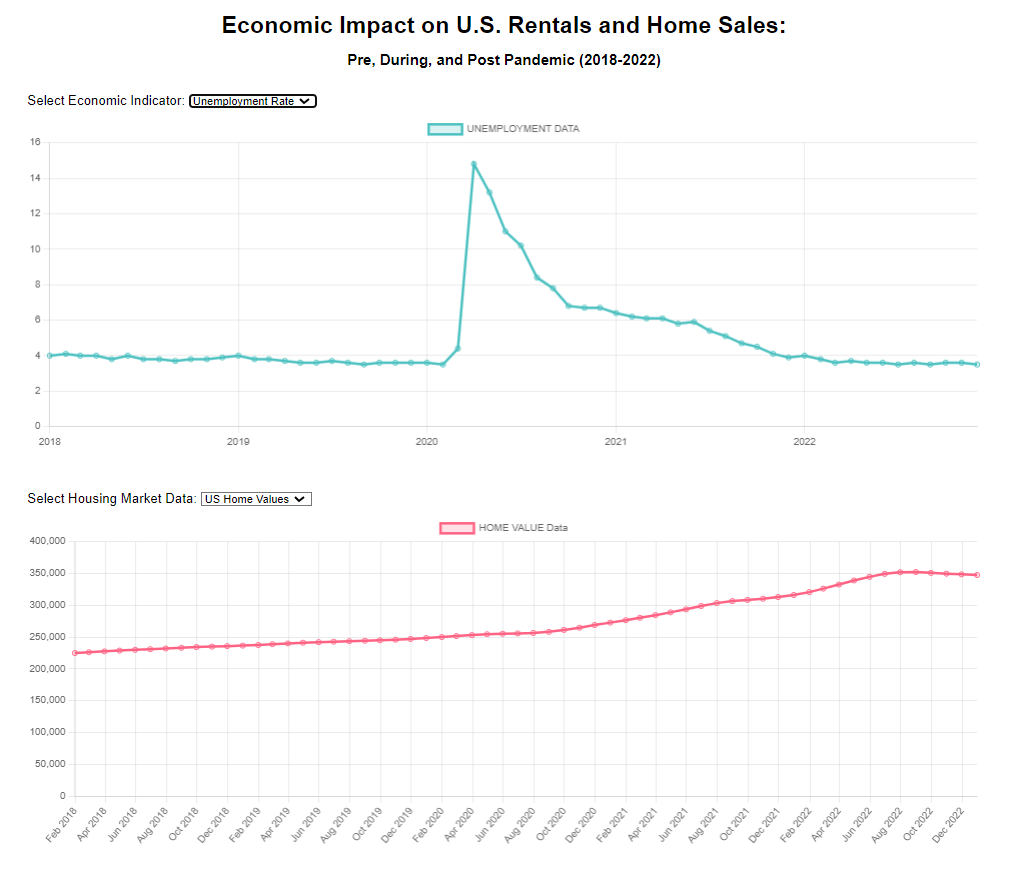 Economic Impact on U.S. Rentals and Home Sales:
Pre, During, and Post Pandemic (2018-2022)
Select Economic Indicator: Unemployment Rate
UNEMPLOYMENT DATA
16
14
12
10
8
6
4
2
0
2018 2019 2020 2021 2022
Select Housing Market Data: US Home Values
HOME VALUE Data
400,000
350,000
300,000
250,000
200,000
150,000
100,000
50,000
0
Feb 2018 Apr 2018 Jun 2018 Aug 2018 Oct 2018 Dec 2018 Feb 2019 Apr 2019 Jun 2019 Aug 2019 Oct 2019 Dec 2019 Feb 2020 Apr 2020 Jun 2020 Aug 2020 Oct 2020 Dec 2020 Feb 2021 Apr 2021 Jun 2021 Aug 2021 Oct 2021 Dec 2021 Feb 2022 Apr 2022 Jun 2022 Aug 2022 Oct 2022 Dec 2022